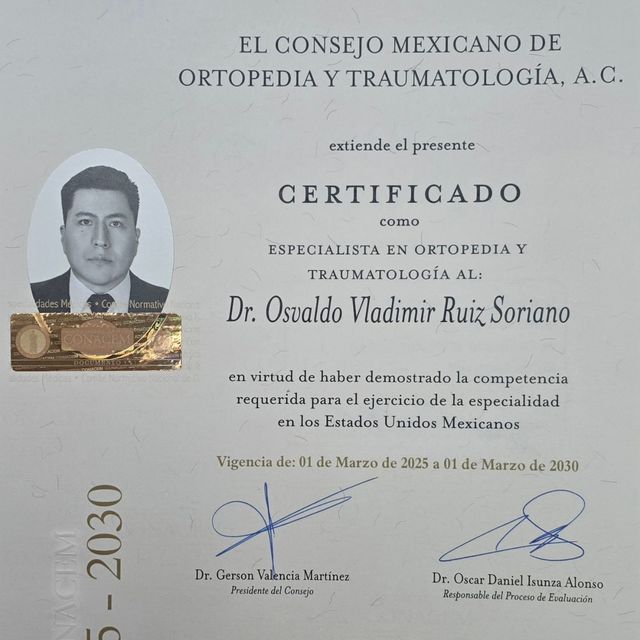 EL CONSEJO MEXICANO DE
ORTOPEDIA Y TRAUMATOLOGÍA, A.C.
extiende el presente
CERTIFICADO
como
ESPECIALISTA EN ORTOPEDIA Y
TRAUMATOLOGÍA AL:
Dr. Osvaldo Vladimir Ruiz Soriano
CONACEM
en virtud de haber demostrado la competencia
requerida para el ejercicio de la especialidad
en los Estados Unidos Mexicanos
Vigencia de: 01 de Marzo de 2025 a 01 de Marzo de 2030
Dr. Gerson Valencia Martínez
Presidente del Consejo
Dr. Oscar Daniel Isunza Alonso
Responsable del Proceso de Evaluación
5 - 2030
NACEM